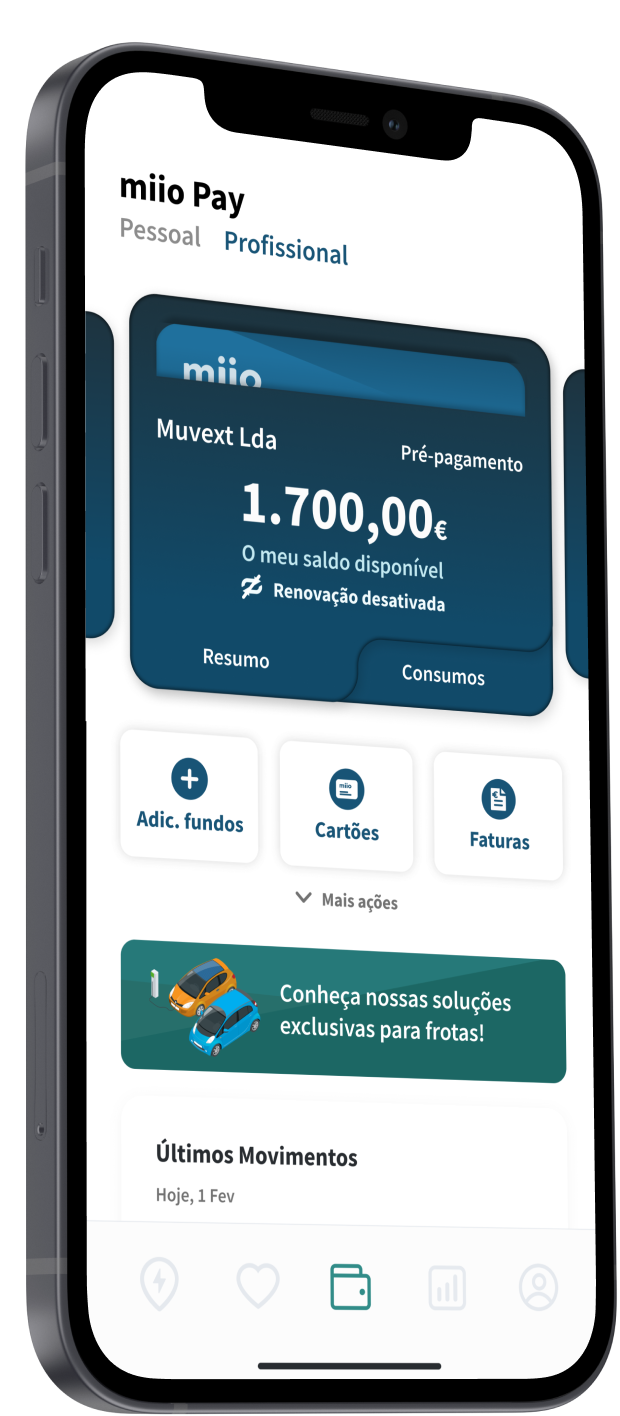 miio Pay
Pessoal Profissional
miio
Muvext Lda
Pré-pagamento
1.700,00€
O meu saldo disponível
Renovação desativada
Resumo
Consumos
Adic. fundos
miio
Cartões
€
Faturas
Mais ações
Conheça nossas soluções
exclusivas para frotas!
Últimos Movimentos
Hoje, 1 Fev